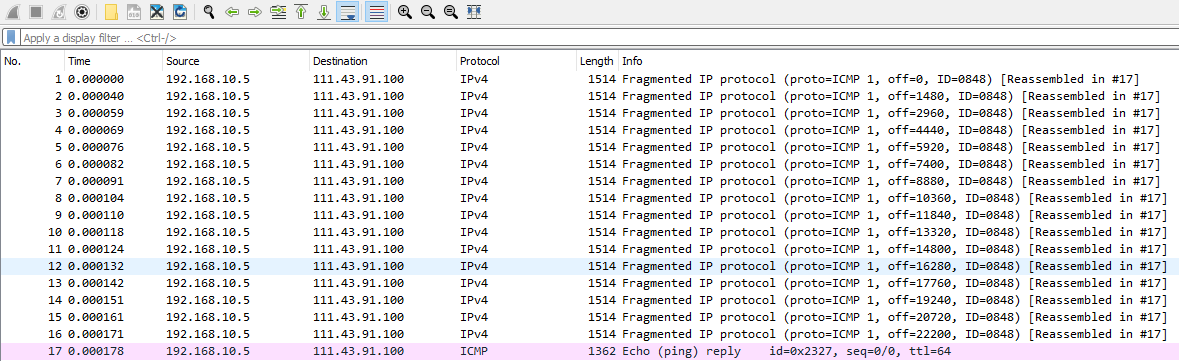 Apply a display filter ... <Ctrl-/>
No. Time Source Destination Protocol Length Info
1 0.000000 192.168.10.5 111.43.91.100 IPv4 1514 Fragmented IP protocol (proto=ICMP 1, off=0, ID=0848) [Reassembled in #17]
2 0.000040 192.168.10.5 111.43.91.100 IPv4 1514 Fragmented IP protocol (proto=ICMP 1, off=1480, ID=0848) [Reassembled in #17]
3 0.000059 192.168.10.5 111.43.91.100 IPv4 1514 Fragmented IP protocol (proto=ICMP 1, off=2960, ID=0848) [Reassembled in #17]
4 0.000069 192.168.10.5 111.43.91.100 IPv4 1514 Fragmented IP protocol (proto=ICMP 1, off=4440, ID=0848) [Reassembled in #17]
5 0.000076 192.168.10.5 111.43.91.100 IPv4 1514 Fragmented IP protocol (proto=ICMP 1, off=5920, ID=0848) [Reassembled in #17]
6 0.000082 192.168.10.5 111.43.91.100 IPv4 1514 Fragmented IP protocol (proto=ICMP 1, off=7400, ID=0848) [Reassembled in #17]
7 0.000091 192.168.10.5 111.43.91.100 IPv4 1514 Fragmented IP protocol (proto=ICMP 1, off=8880, ID=0848) [Reassembled in #17]
8 0.000104 192.168.10.5 111.43.91.100 IPv4 1514 Fragmented IP protocol (proto=ICMP 1, off=10360, ID=0848) [Reassembled in #17]
9 0.000110 192.168.10.5 111.43.91.100 IPv4 1514 Fragmented IP protocol (proto=ICMP 1, off=11840, ID=0848) [Reassembled in #17]
10 0.000118 192.168.10.5 111.43.91.100 IPv4 1514 Fragmented IP protocol (proto=ICMP 1, off=13320, ID=0848) [Reassembled in #17]
11 0.000124 192.168.10.5 111.43.91.100 IPv4 1514 Fragmented IP protocol (proto=ICMP 1, off=14800, ID=0848) [Reassembled in #17]
12 0.000132 192.168.10.5 111.43.91.100 IPv4 1514 Fragmented IP protocol (proto=ICMP 1, off=16280, ID=0848) [Reassembled in #17]
13 0.000142 192.168.10.5 111.43.91.100 IPv4 1514 Fragmented IP protocol (proto=ICMP 1, off=17760, ID=0848) [Reassembled in #17]
14 0.000151 192.168.10.5 111.43.91.100 IPv4 1514 Fragmented IP protocol (proto=ICMP 1, off=19240, ID=0848) [Reassembled in #17]
15 0.000161 192.168.10.5 111.43.91.100 IPv4 1514 Fragmented IP protocol (proto=ICMP 1, off=20720, ID=0848) [Reassembled in #17]
16 0.000171 192.168.10.5 111.43.91.100 IPv4 1514 Fragmented IP protocol (proto=ICMP 1, off=22200, ID=0848) [Reassembled in #17]
17 0.000178 192.168.10.5 111.43.91.100 ICMP 1362 Echo (ping) reply id=0x2327, seq=0/0, ttl=64